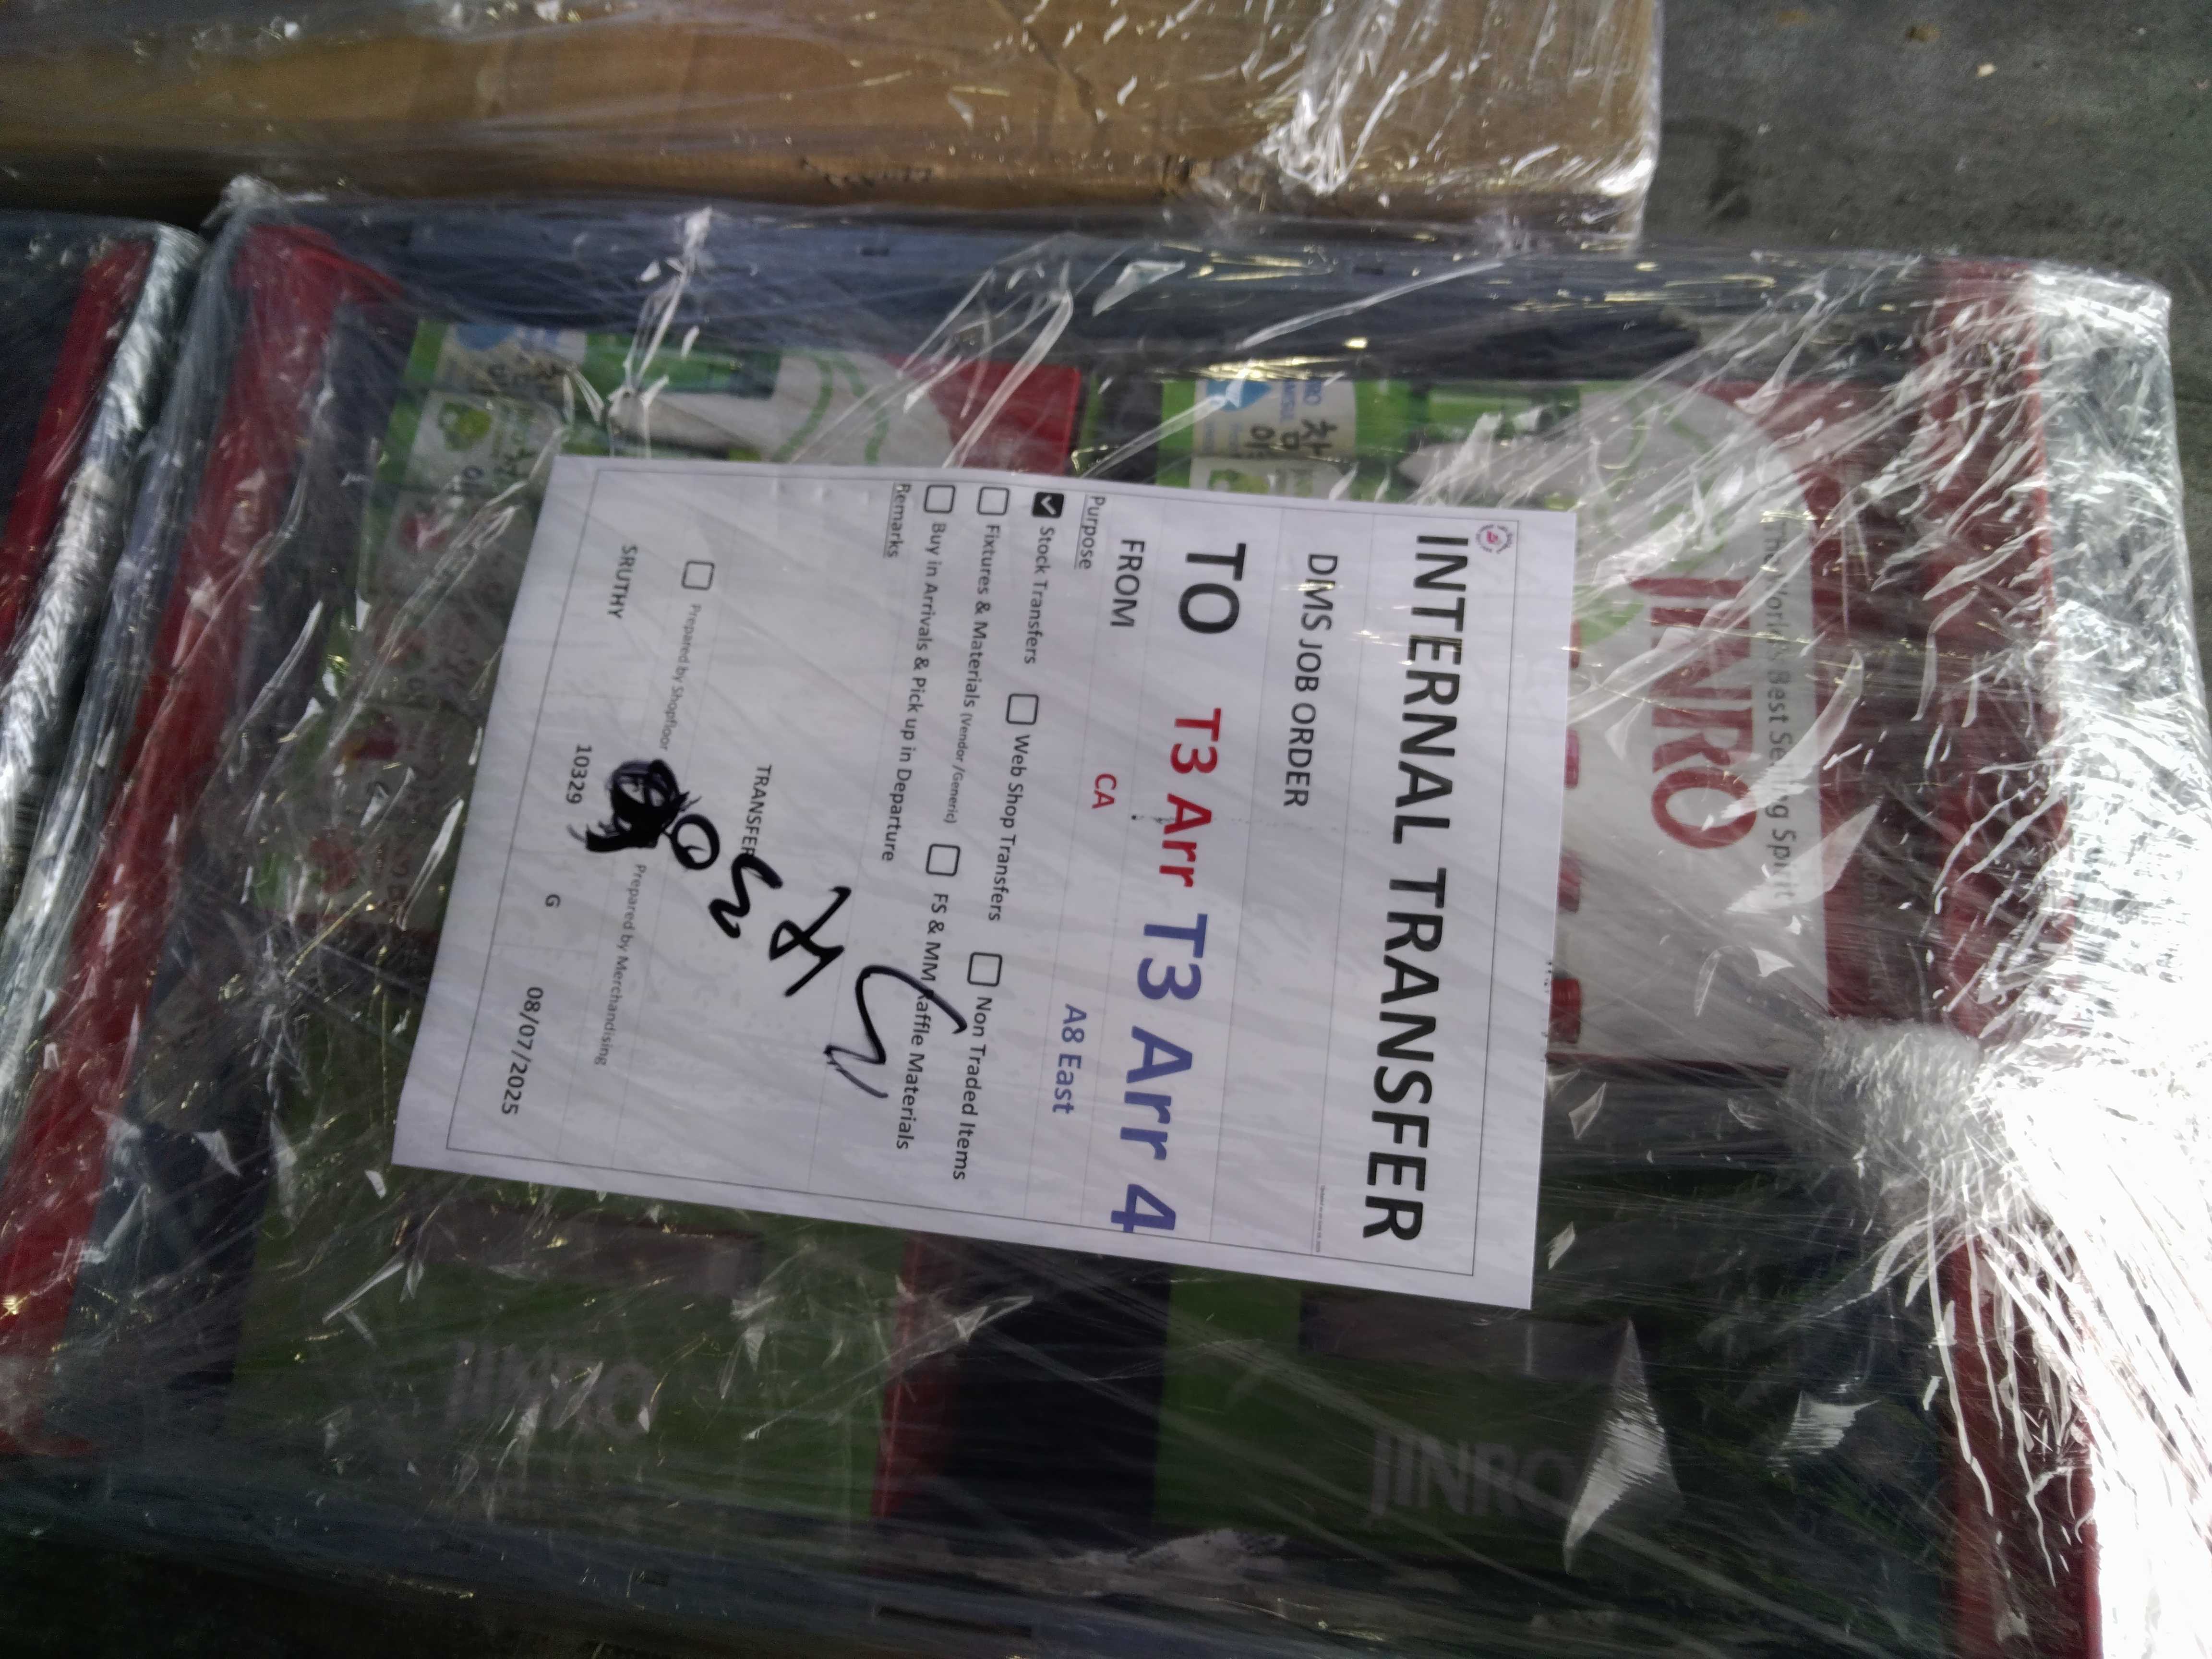 INTERNAL TRANSFER
DMS JOB ORDER
TO T3 Arr T3 Arr 4
FROM CA A8 East
Purpose
Stock Transfers Web Shop Transfers Non Traded Items
Fixtures & Materials (Vendor /Generic) FS & MM Raffle Materials
Buy in Arrivals & Pick up in Departure
Remarks
TRANSFER
Prepared by Shopfloor Prepared by Merchandising
SRUTHY 10329 G 08/07/2025
The World's Best Selling Spirit
JINRO
JINRO
JINRO